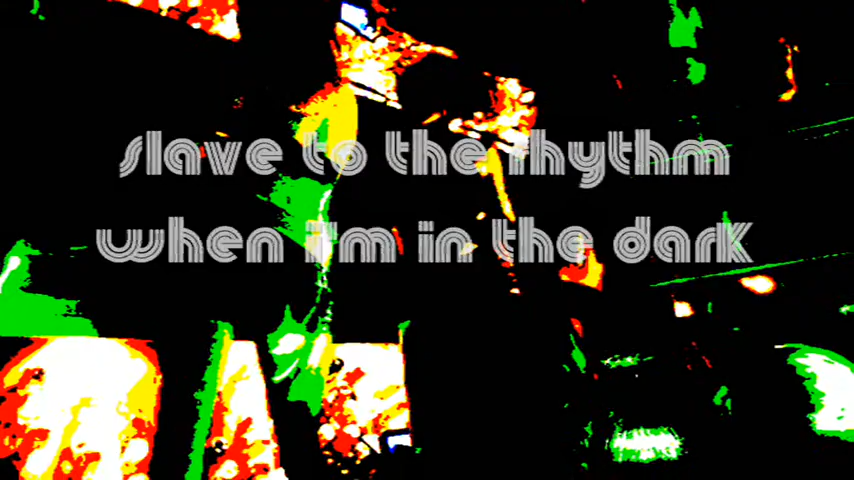 slave to the rhythm
when i'm in the dark